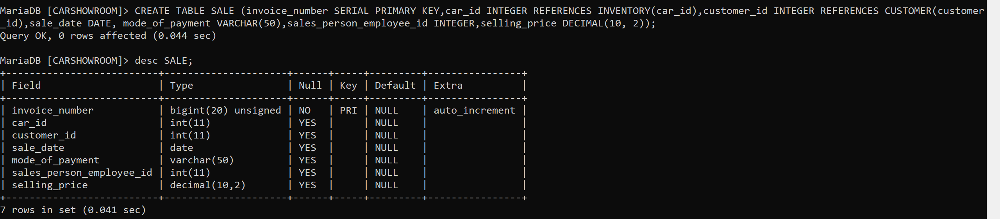 MariaDB [CARSHOWROOM]> CREATE TABLE SALE (invoice_number SERIAL PRIMARY KEY,car_id INTEGER REFERENCES INVENTORY(car_id),customer_id INTEGER REFERENCES CUSTOMER(customer
_id),sale_date DATE, mode_of_payment VARCHAR(50),sales_person_employee_id INTEGER,selling_price DECIMAL(10, 2));
Query OK, 0 rows affected (0.044 sec)

MariaDB [CARSHOWROOM]> desc SALE;
+--------------------------+---------------------+------+-----+---------+----------------+
| Field                    | Type                | Null | Key | Default | Extra          |
+--------------------------+---------------------+------+-----+---------+----------------+
| invoice_number           | bigint(20) unsigned | NO   | PRI | NULL    | auto_increment |
| car_id                   | int(11)             | YES  |     | NULL    |                |
| customer_id              | int(11)             | YES  |     | NULL    |                |
| sale_date                | date                | YES  |     | NULL    |                |
| mode_of_payment          | varchar(50)         | YES  |     | NULL    |                |
| sales_person_employee_id | int(11)             | YES  |     | NULL    |                |
| selling_price            | decimal(10,2)       | YES  |     | NULL    |                |
+--------------------------+---------------------+------+-----+---------+----------------+
7 rows in set (0.041 sec)